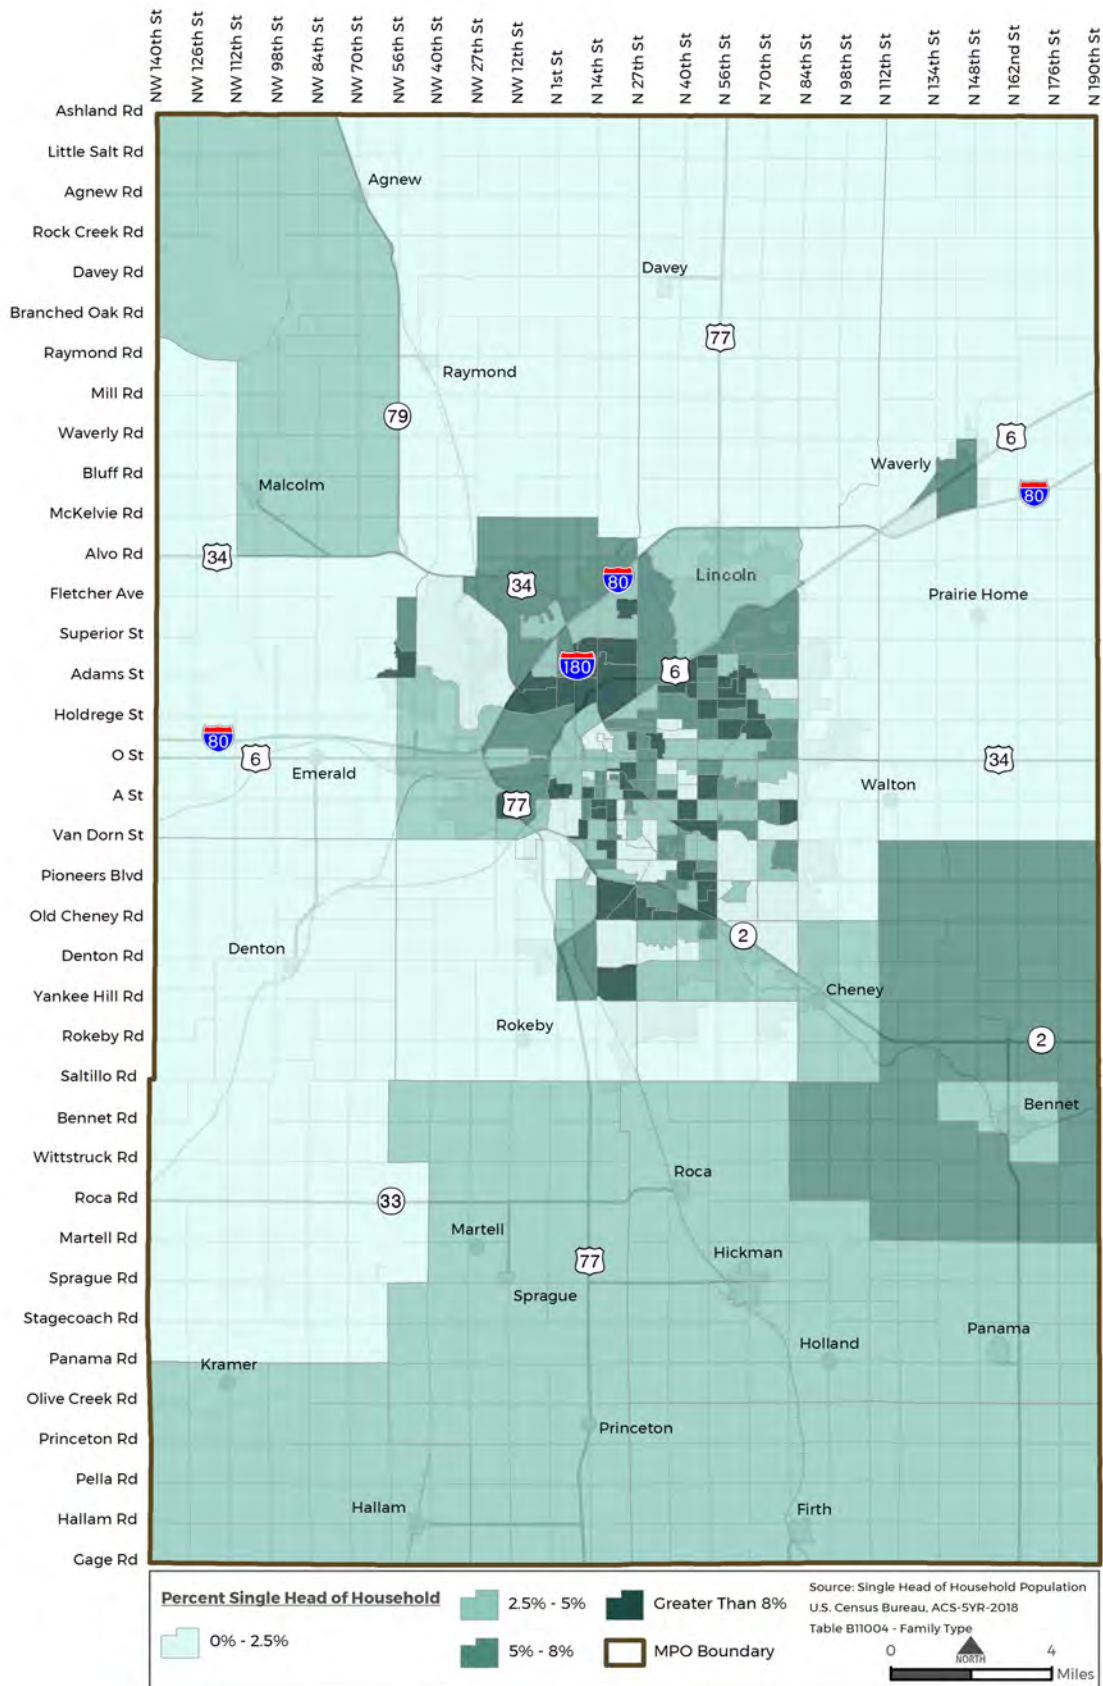 NW 140th St
NW 126th St
NW 112th St
NW 98th St
NW 84th St
NW 70th St
NW 56th St
NW 40th St
NW 27th St
NW 12th St
N 1st St
N 14th St
N 27th St
N 40th St
N 56th St
N 70th St
N 84th St
N 98th St
N 112th St
N 134th St
N 148th St
N 162nd St
N 176th St
N 190th St
Ashland Rd
Little Salt Rd
Agnew Rd
Rock Creek Rd
Davey Rd
Branched Oak Rd
Raymond Rd
Mill Rd
Waverly Rd
Bluff Rd
McKelvie Rd
Alvo Rd
Fletcher Ave
Superior St
Adams St
Holdrege St
O St
A St
Van Dorn St
Pioneers Blvd
Old Cheney Rd
Denton Rd
Yankee Hill Rd
Rokeby Rd
Saltillo Rd
Bennet Rd
Wittstruck Rd
Roca Rd
Martell Rd
Sprague Rd
Stagecoach Rd
Panama Rd
Olive Creek Rd
Princeton Rd
Pella Rd
Hallam Rd
Gage Rd
Agnew
Davey
77
Raymond
79
6
Waverly
Malcolm
80
34
34
80
Lincoln
Prairie Home
180
6
80
6
Emerald
34
77
Walton
Denton
2
Cheney
Rokeby
2
Bennet
Roca
33
Martell
Hickman
77
Sprague
Panama
Holland
Kramer
Princeton
Hallam
Firth
Percent Single Head of Household
0% - 2.5%
2.5% - 5%
5% - 8%
Greater Than 8%
MPO Boundary
Source: Single Head of Household Population
U.S. Census Bureau, ACS-5YR-2018
Table B11004 - Family Type
0
NORTH
4
Miles